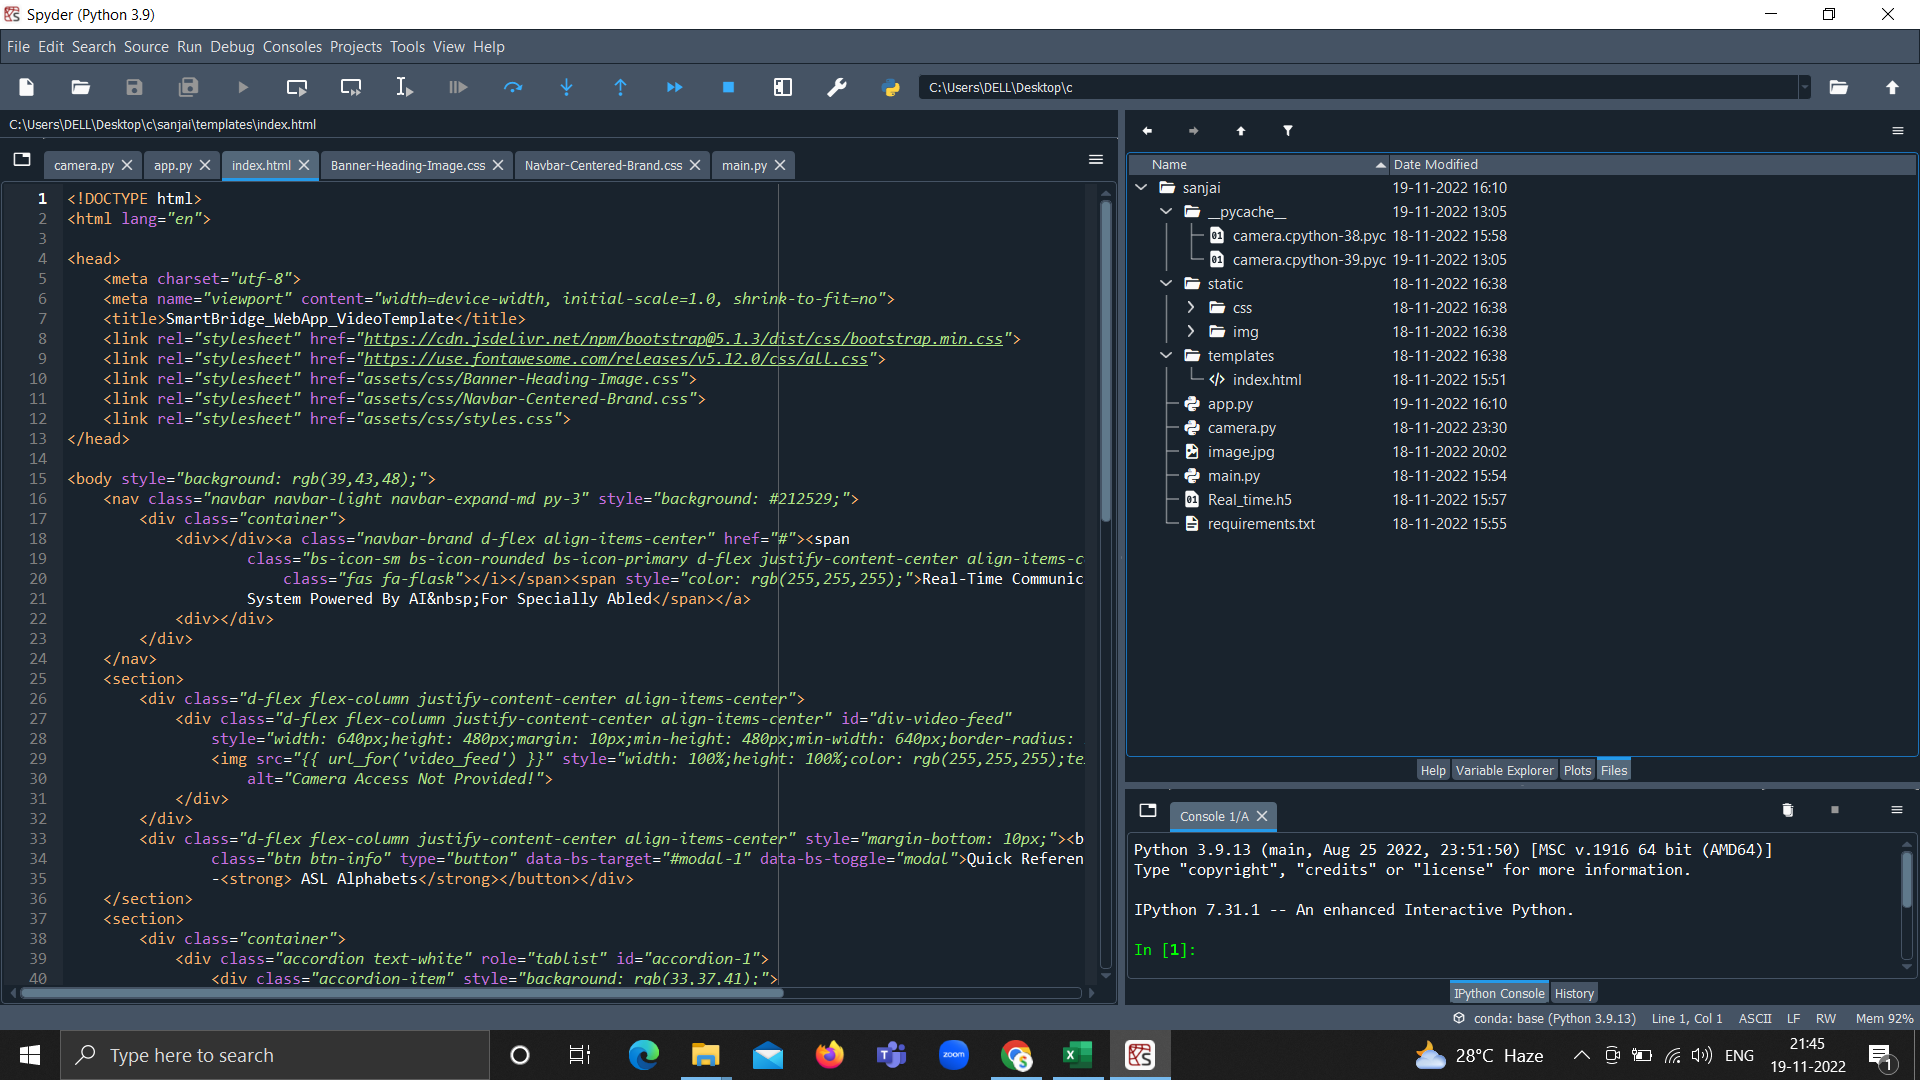 Spyder (Python 3.9)
File Edit Search Source Run Debug Consoles Projects Tools View Help
C:\Users\DELL\Desktop\c
C:\Users\DELL\Desktop\c\sanjai\templates\index.html
camera.py app.py index.html Banner-Heading-Image.css Navbar-Centered-Brand.css main.py
1 <!DOCTYPE html>
2 <html lang="en">
3
4 <head>
5 <meta charset="utf-8">
6 <meta name="viewport" content="width=device-width, initial-scale=1.0, shrink-to-fit=no">
7 <title>SmartBridge_WebApp_VideoTemplate</title>
8 <link rel="stylesheet" href="https://cdn.jsdelivr.net/npm/bootstrap@5.1.3/dist/css/bootstrap.min.css">
9 <link rel="stylesheet" href="https://use.fontawesome.com/releases/v5.12.0/css/all.css">
10 <link rel="stylesheet" href="assets/css/Banner-Heading-Image.css">
11 <link rel="stylesheet" href="assets/css/Navbar-Centered-Brand.css">
12 <link rel="stylesheet" href="assets/css/styles.css">
13 </head>
14
15 <body style="background: rgb(39,43,48);">
16 <nav class="navbar navbar-light navbar-expand-md py-3" style="background: #212529;">
17 <div class="container">
18 <div></div><a class="navbar-brand d-flex align-items-center" href="#"><span
19 class="bs-icon-sm bs-icon-rounded bs-icon-primary d-flex justify-content-center align-items-c
20 class="fas fa-flask"></i></span><span style="color: rgb(255,255,255);">Real-Time Communic
21 System Powered By AI&nbsp;For Specially Abled</span></a>
22 <div></div>
23 </div>
24 </nav>
25 <section>
26 <div class="d-flex flex-column justify-content-center align-items-center">
27 <div class="d-flex flex-column justify-content-center align-items-center" id="div-video-feed"
28 style="width: 640px;height: 480px;margin: 10px;min-height: 480px;min-width: 640px;border-radius:
29 <img src="{{ url_for('video_feed') }}" style="width: 100%;height: 100%;color: rgb(255,255,255);te
30 alt="Camera Access Not Provided!">
31 </div>
32 </div>
33 <div class="d-flex flex-column justify-content-center align-items-center" style="margin-bottom: 10px;"><b
34 class="btn btn-info" type="button" data-bs-target="#modal-1" data-bs-toggle="modal">Quick Referen
35 -<strong> ASL Alphabets</strong></button></div>
36 </section>
37 <section>
38 <div class="container">
39 <div class="accordion text-white" role="tablist" id="accordion-1">
40 <div class="accordion-item" style="background: rgb(33,37,41);">
Name Date Modified
sanjai 19-11-2022 16:10
__pycache__ 19-11-2022 13:05
camera.cpython-38.pyc 18-11-2022 15:58
camera.cpython-39.pyc 19-11-2022 13:05
static 18-11-2022 16:38
css 18-11-2022 16:38
img 18-11-2022 16:38
templates 18-11-2022 16:38
index.html 18-11-2022 15:51
app.py 19-11-2022 16:10
camera.py 18-11-2022 23:30
image.jpg 18-11-2022 20:02
main.py 18-11-2022 15:54
Real_time.h5 18-11-2022 15:57
requirements.txt 18-11-2022 15:55
Help Variable Explorer Plots Files
Console 1/A
Python 3.9.13 (main, Aug 25 2022, 23:51:50) [MSC v.1916 64 bit (AMD64)]
Type "copyright", "credits" or "license" for more information.
IPython 7.31.1 -- An enhanced Interactive Python.
In [1]:
IPython Console History
conda: base (Python 3.9.13) Line 1, Col 1 ASCII LF RW Mem 92%
Type here to search
zoom
28°C Haze
ENG
21:45
19-11-2022
1